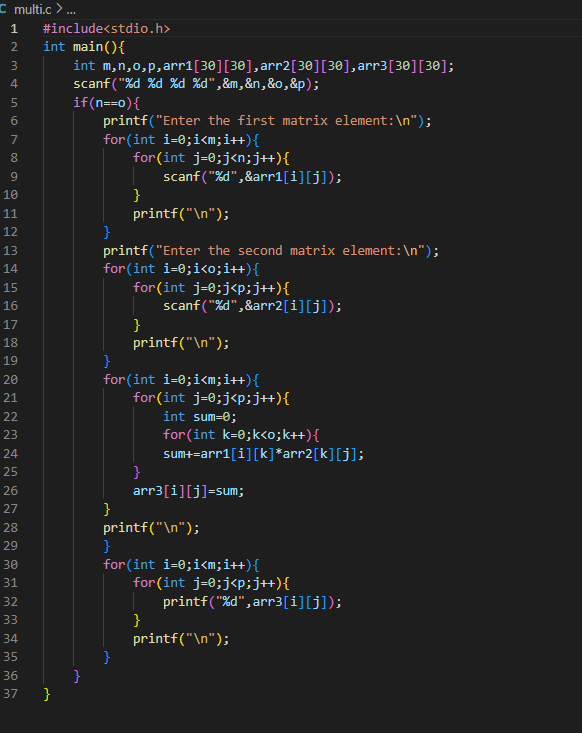 C multi.c > ...
1 #include<stdio.h>
2 int main(){
3     int m,n,o,p,arr1[30][30],arr2[30][30],arr3[30][30];
4     scanf("%d %d %d %d",&m,&n,&o,&p);
5     if(n==o){
6         printf("Enter the first matrix element:\n");
7         for(int i=0;i<m;i++){
8             for(int j=0;j<n;j++){
9                 scanf("%d",&arr1[i][j]);
10             }
11             printf("\n");
12         }
13         printf("Enter the second matrix element:\n");
14         for(int i=0;i<o;i++){
15             for(int j=0;j<p;j++){
16                 scanf("%d",&arr2[i][j]);
17             }
18             printf("\n");
19         }
20         for(int i=0;i<m;i++){
21             for(int j=0;j<p;j++){
22                 int sum=0;
23                 for(int k=0;k<o;k++){
24                 sum+=arr1[i][k]*arr2[k][j];
25             }
26             arr3[i][j]=sum;
27         }
28         printf("\n");
29         }
30         for(int i=0;i<m;i++){
31             for(int j=0;j<p;j++){
32                 printf("%d",arr3[i][j]);
33             }
34             printf("\n");
35         }
36     }
37 }